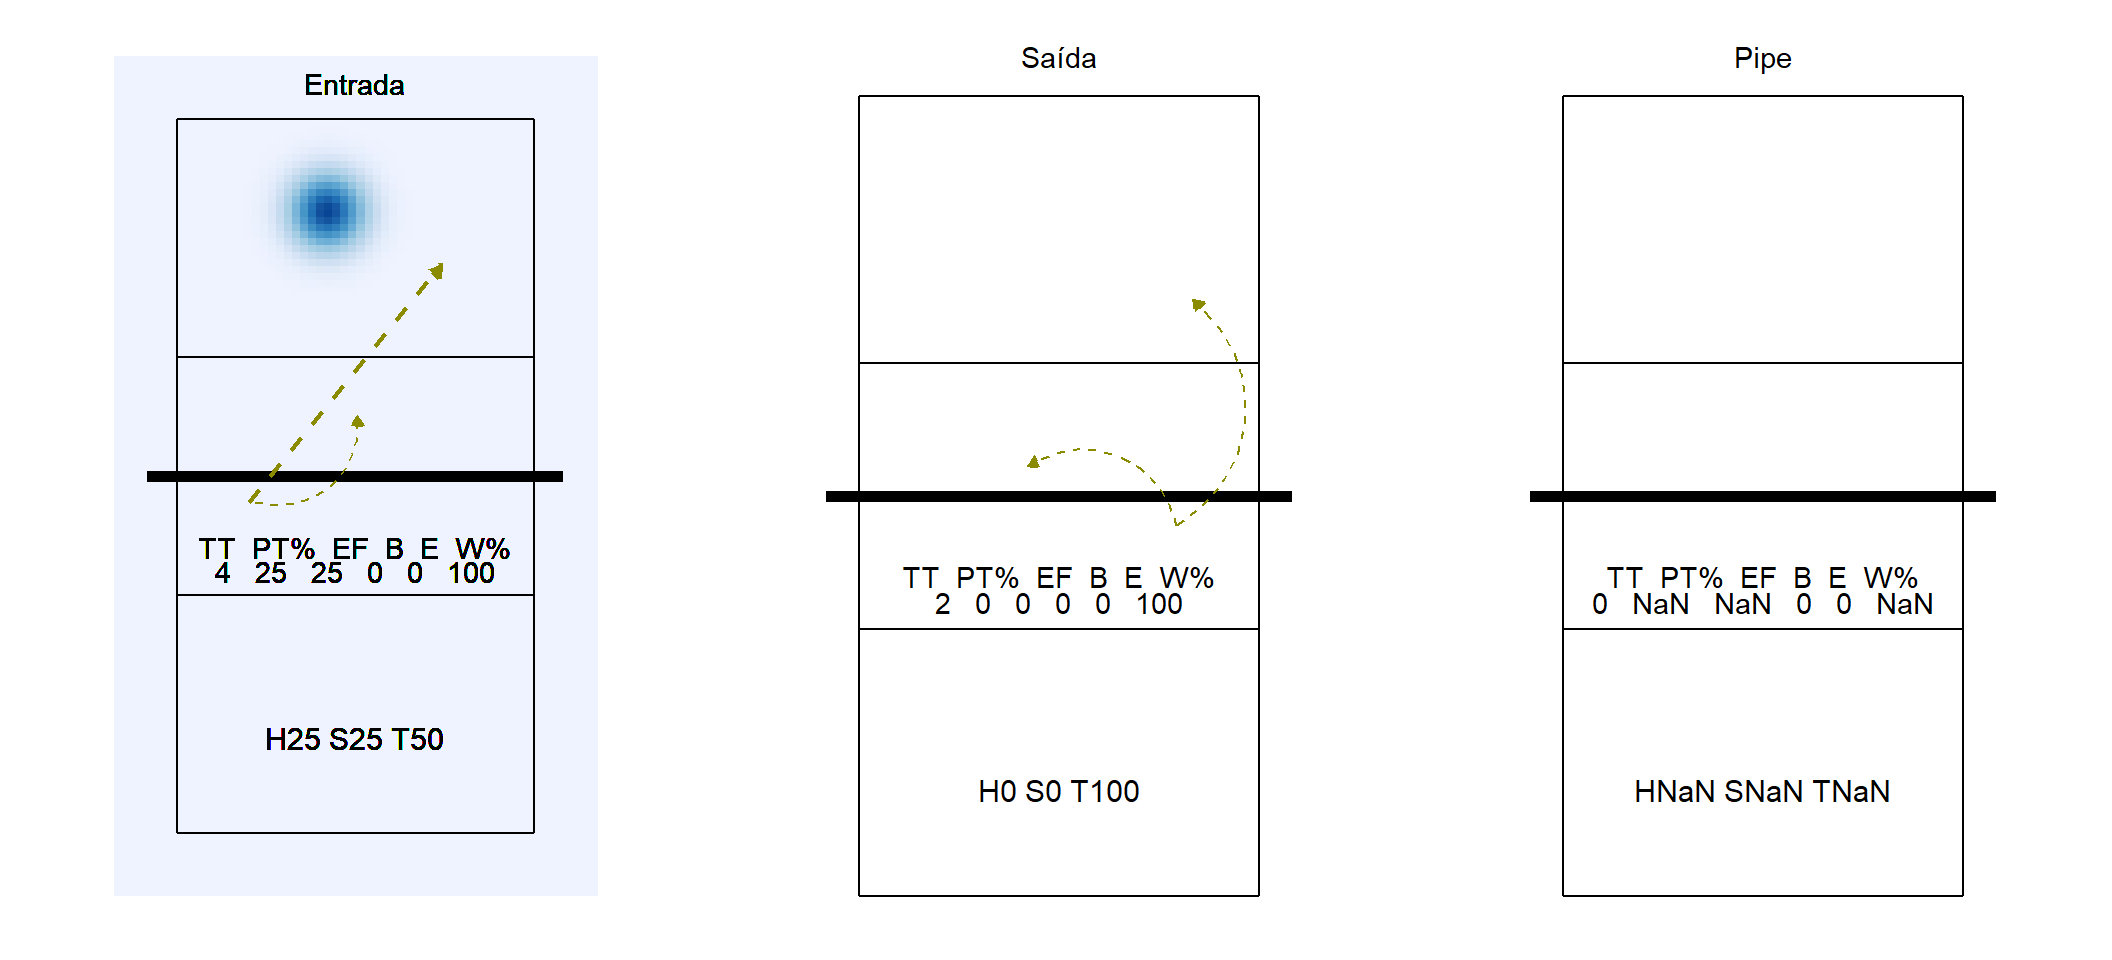 Entrada
TT PT% EF B E W%
4 25 25 0 0 100
H25 S25 T50
Saída
TT PT% EF B E W%
2 0 0 0 0 100
H0 S0 T100
Pipe
TT PT% EF B E W%
0 NaN NaN 0 0 NaN
HNaN SNaN TNaN